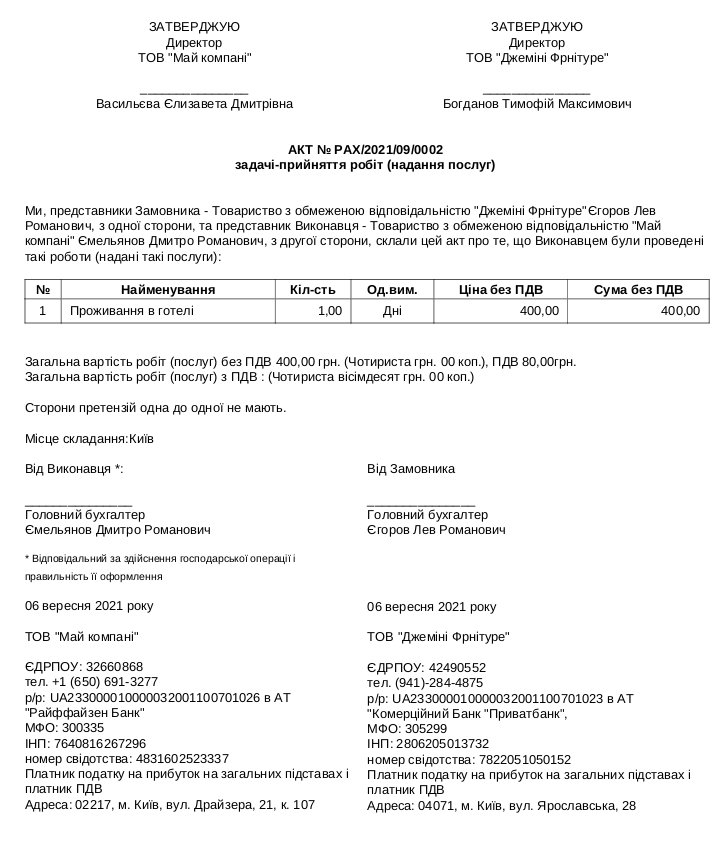 ЗАТВЕРДЖУЮ
Директор
ТОВ "Май компані"
_______________
Васильєва Єлизавета Дмитрівна
ЗАТВЕРДЖУЮ
Директор
ТОВ "Джеміні Фрнітуре"
_______________
Богданов Тимофій Максимович
АКТ № PAX/2021/09/0002
задачі-прийняття робіт (надання послуг)
Ми, представники Замовника - Товариство з обмеженою відповідальністю "Джеміні Фрнітуре"Єгоров Лев
Романович, з одної сторони, та представник Виконавця - Товариство з обмеженою відповідальністю "Май
компані" Ємельянов Дмитро Романович, з другої сторони, склали цей акт про те, що Виконавцем були проведені
такі роботи (надані такі послуги):
№ Найменування Кіл-сть Од.вим. Ціна без ПДВ Сума без ПДВ
1 Проживання в готелі 1,00 Дні 400,00 400,00
Загальна вартість робіт (послуг) без ПДВ 400,00 грн. (Чотириста грн. 00 коп.), ПДВ 80,00грн.
Загальна вартість робіт (послуг) з ПДВ : (Чотириста вісімдесят грн. 00 коп.)
Сторони претензій одна до одної не мають.
Місце складання:Київ
Від Виконавця *:
_______________
Головний бухгалтер
Ємельянов Дмитро Романович
* Відповідальний за здійснення господарської операції і
правильність її оформлення
06 вересня 2021 року
ТОВ "Май компані"
ЄДРПОУ: 32660868
тел. +1 (650) 691-3277
р/р: UA233000010000032001100701026 в АТ
"Райффайзен Банк"
МФО: 300335
ІНП: 7640816267296
номер свідотства: 4831602523337
Платник податку на прибуток на загальних підставах і
платник ПДВ
Адреса: 02217, м. Київ, вул. Драйзера, 21, к. 107
Від Замовника
_______________
Головний бухгалтер
Єгоров Лев Романович
06 вересня 2021 року
ТОВ "Джеміні Фрнітуре"
ЄДРПОУ: 42490552
тел. (941)-284-4875
р/р: UA233000010000032001100701023 в АТ
"Комерційний Банк "Приватбанк",
МФО: 305299
ІНП: 2806205013732
номер свідотства: 7822051050152
Платник податку на прибуток на загальних підставах і
платник ПДВ
Адреса: 04071, м. Київ, вул. Ярославська, 28